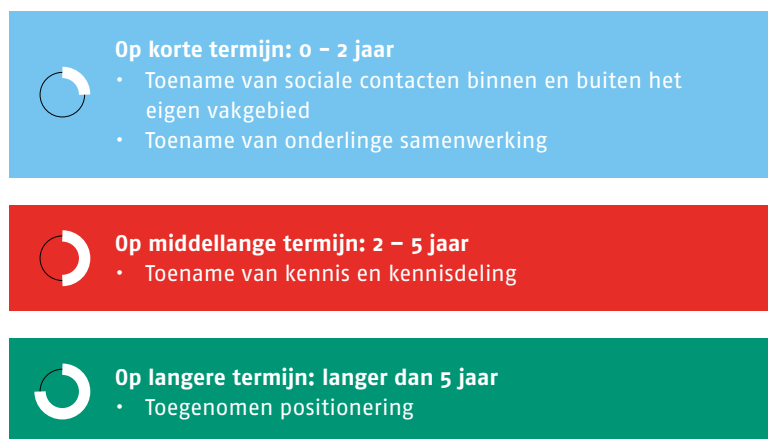 Op korte termijn: 0 – 2 jaar
• Toename van sociale contacten binnen en buiten het
eigen vakgebied
• Toename van onderlinge samenwerking
Op middellange termijn: 2 – 5 jaar
• Toename van kennis en kennisdeling
Op langere termijn: langer dan 5 jaar
• Toegenomen positionering